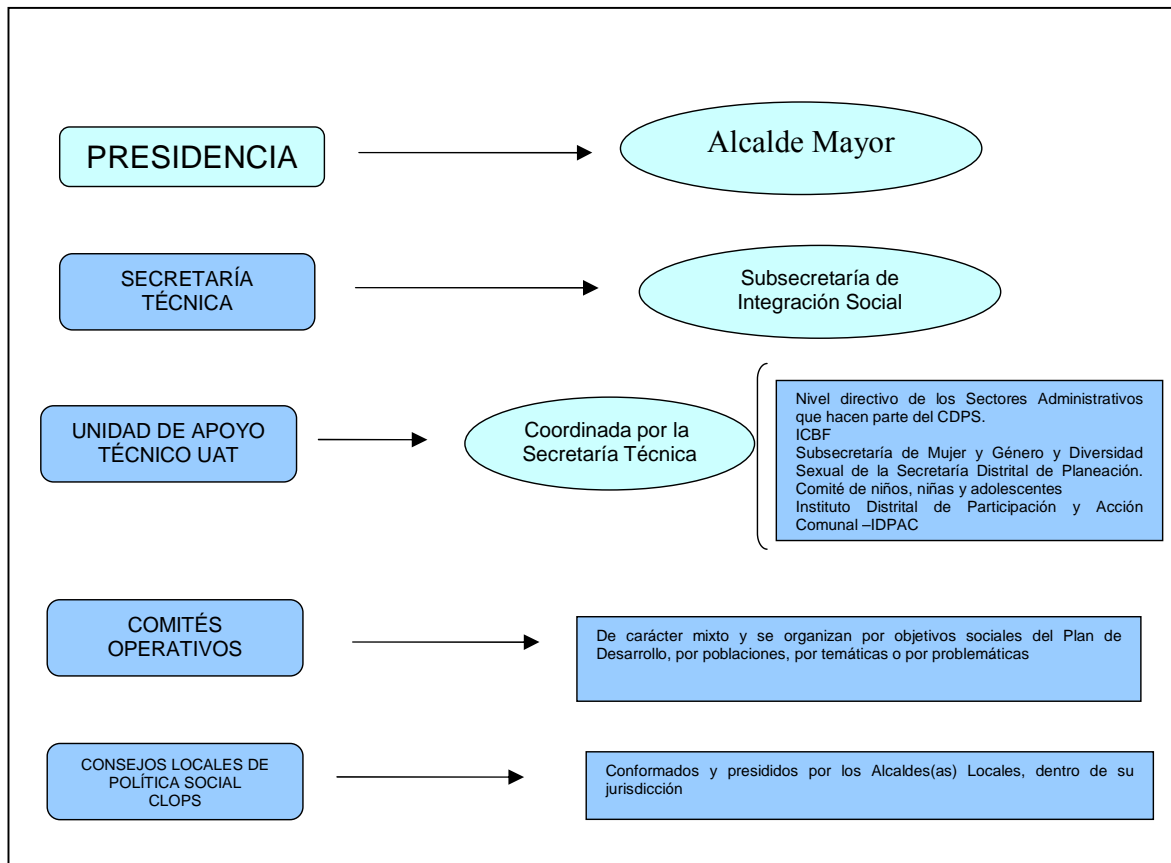 PRESIDENCIA
Alcalde Mayor
SECRETARÍA
TÉCNICA
Subsecretaría de
Integración Social
UNIDAD DE APOYO
TÉCNICO UAT
Coordinada por la
Secretaría Técnica
Nivel directivo de los Sectores Administrativos
que hacen parte del CDPS.
ICBF
Subsecretaría de Mujer y Género y Diversidad
Sexual de la Secretaría Distrital de Planeación.
Comité de niños, niñas y adolescentes
Instituto Distrital de Participación y Acción
Comunal –IDPAC
COMITÉS
OPERATIVOS
De carácter mixto y se organizan por objetivos sociales del Plan de
Desarrollo, por poblaciones, por temáticas o por problemáticas
CONSEJOS LOCALES DE
POLÍTICA SOCIAL
CLOPS
Conformados y presididos por los Alcaldes(as) Locales, dentro de su
jurisdicción